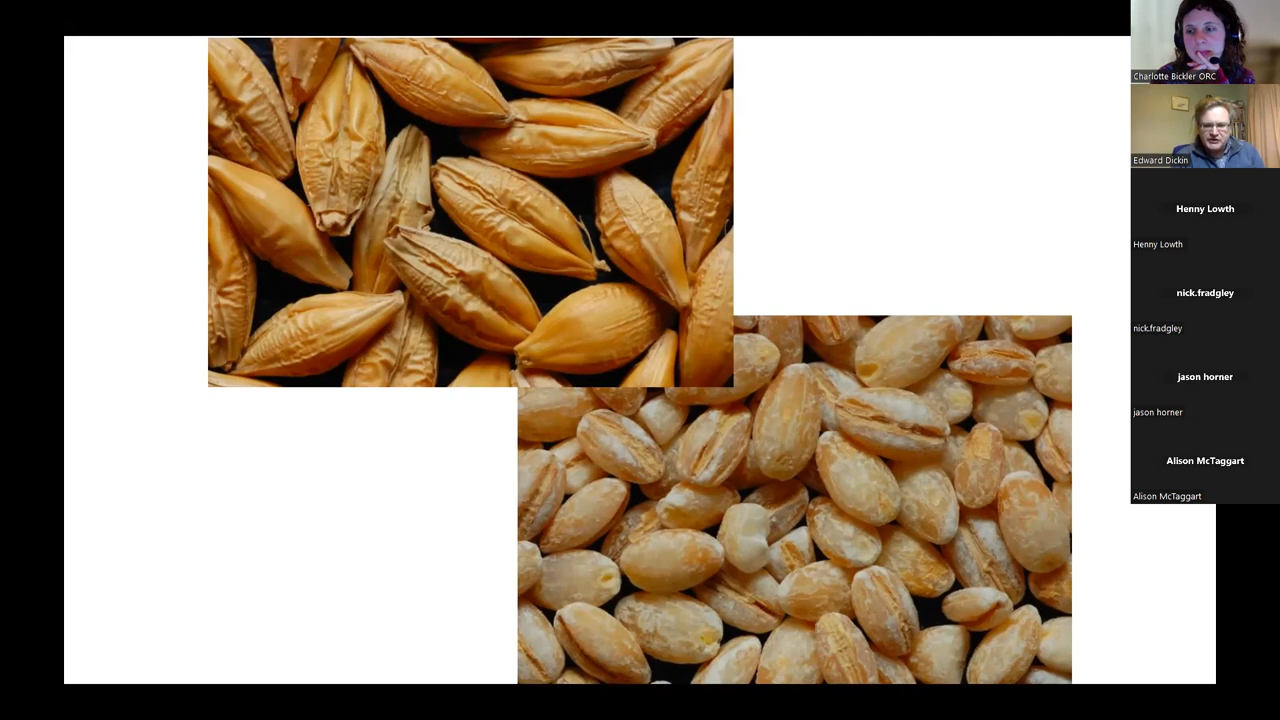 Charlotte Bickler ORC
Edward Dickin
Henny Lowth
Henny Lowth
nick.fradgley
nick.fradgley
jason horner
jason horner
Alison McTaggart
Alison McTaggart